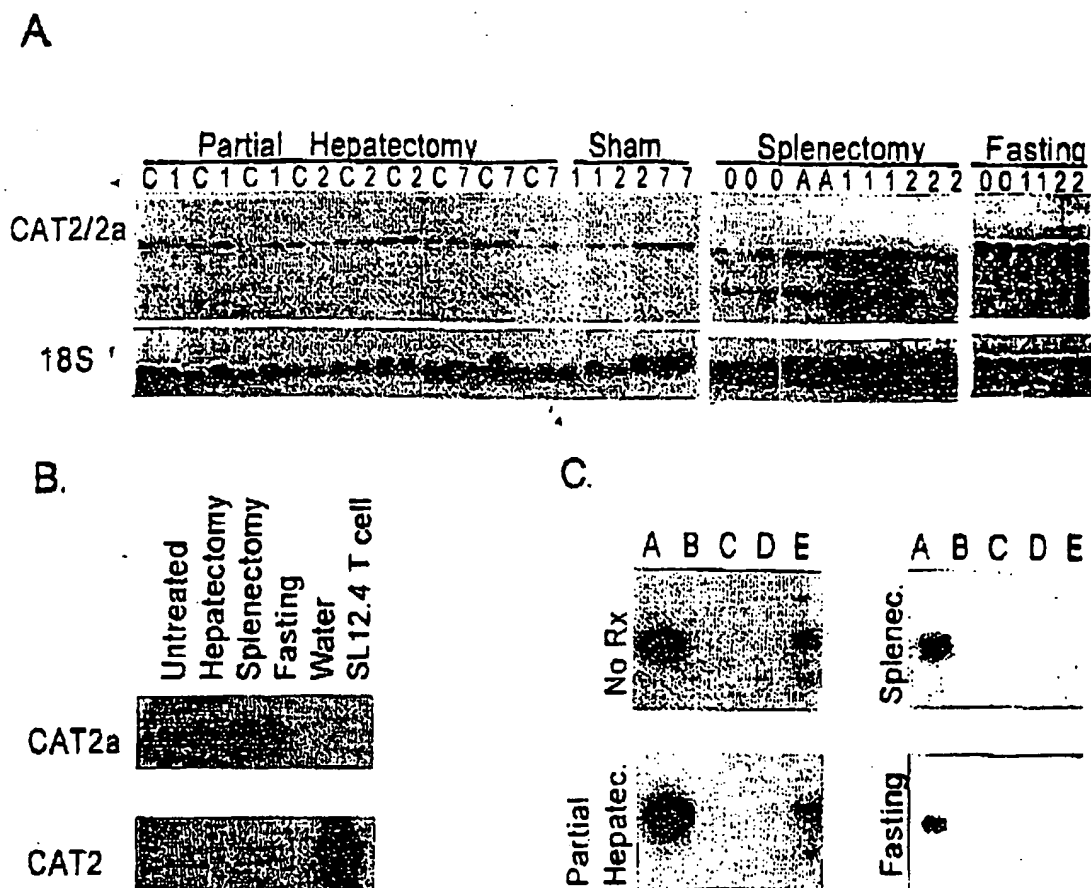 A
Partial Hepatectomy Sham Splenectomy Fasting
C 1 C 1 C 1 C 2 C 2 C 2 C 7 C 7 C 7 1 1 2 2 7 7 0 0 0 A A 1 1 1 2 2 2 0 0 1 1 2 2
CAT2/2a
18S
B.
Untreated
Hepatectomy
Splenectomy
Fasting
Water
SL12.4 T cell
CAT2a
CAT2
C.
A B C D E A B C D E
No Rx
Splenec.
Partial
Hepatec.
Fasting